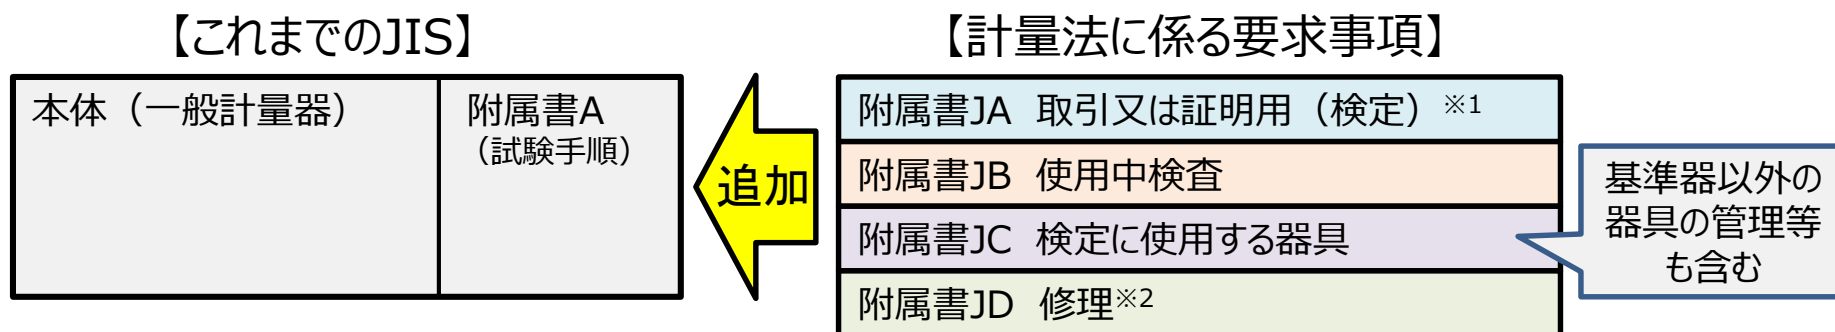 【これまでのJIS】
本体（一般計量器）
附属書A
（試験手順）
追加
【計量法に係る要求事項】
附属書JA 取引又は証明用（検定）※1
附属書JB 使用中検査
附属書JC 検定に使用する器具
附属書JD 修理※2
基準器以外の
器具の管理等
も含む